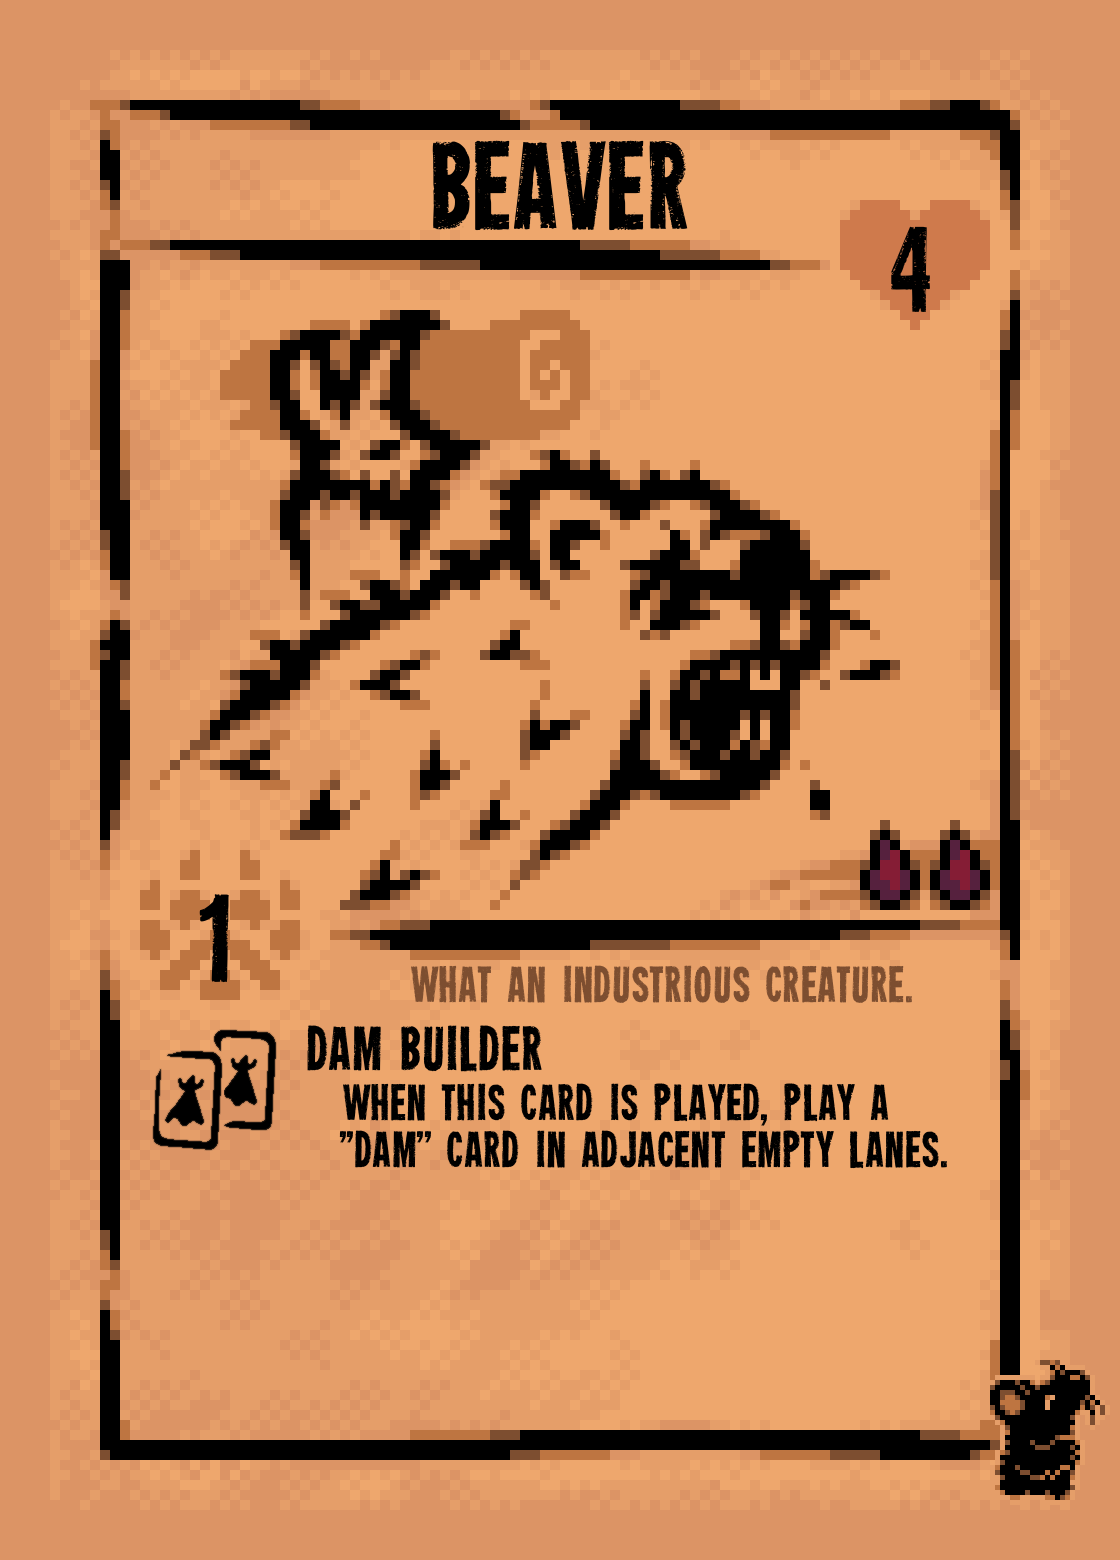 BEAVER
4
1
WHAT AN INDUSTRIOUS CREATURE.
DAM BUILDER
WHEN THIS CARD IS PLAYED, PLAY A
"DAM" CARD IN ADJACENT EMPTY LANES.